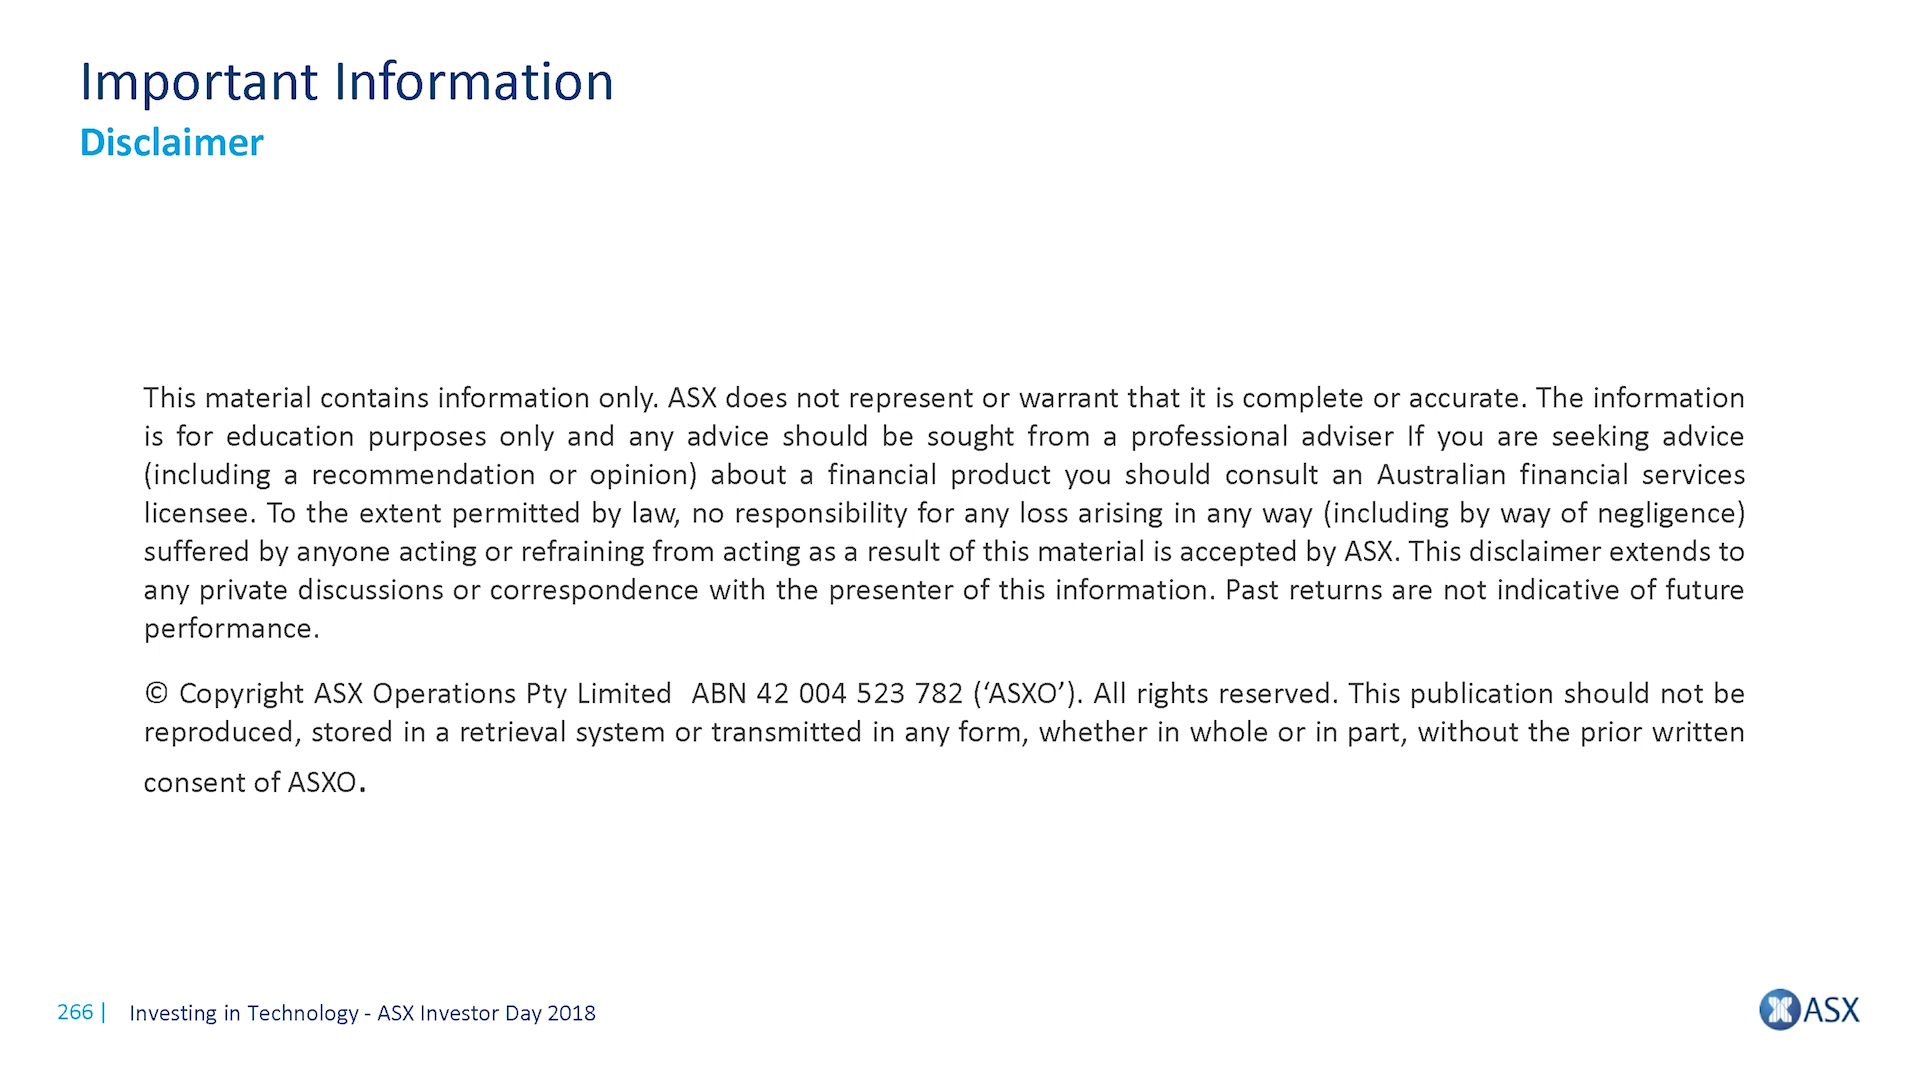 Important Information
Disclaimer
This material contains information only. ASX does not represent or warrant that it is complete or accurate. The information
is for education purposes only and any advice should be sought from a professional adviser If you are seeking advice
(including a recommendation or opinion) about a financial product you should consult an Australian financial services
licensee. To the extent permitted by law, no responsibility for any loss arising in any way (including by way of negligence)
suffered by anyone acting or refraining from acting as a result of this material is accepted by ASX. This disclaimer extends to
any private discussions or correspondence with the presenter of this information. Past returns are not indicative of future
performance.
© Copyright ASX Operations Pty Limited  ABN 42 004 523 782 (‘ASXO’). All rights reserved. This publication should not be
reproduced, stored in a retrieval system or transmitted in any form, whether in whole or in part, without the prior written
consent of ASXO.
266 | Investing in Technology - ASX Investor Day 2018
ASX